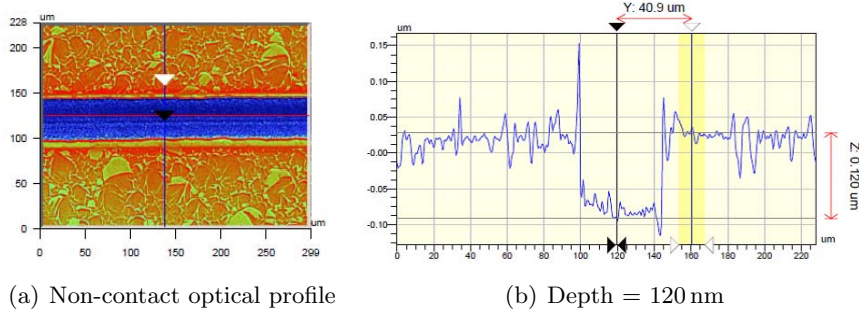 228 um
200
150
100
50
0
um
0 50 100 150 200 250 299
(a) Non-contact optical profile
Y: 40.9 um
0.15
0.10
0.05
-0.00
-0.05
-0.10
um
0 20 40 60 80 100 120 140 160 180 200 220
Z: 0.120 um
(b) Depth = 120 nm